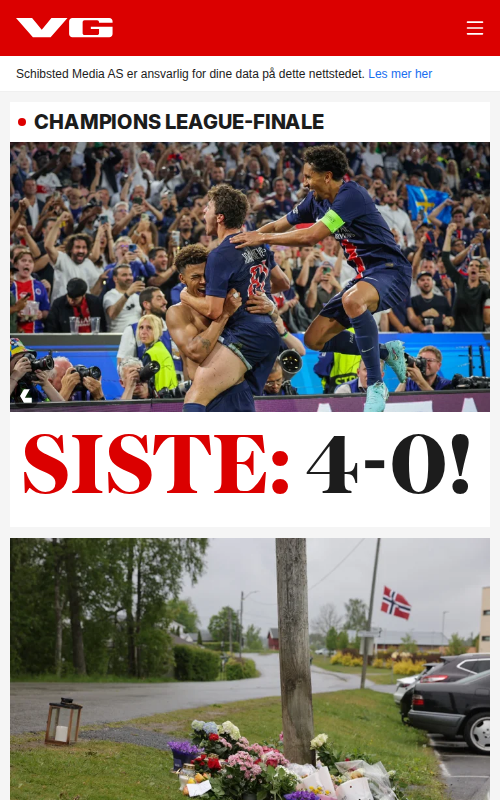 VG
Schibsted Media AS er ansvarlig for dine data på dette nettstedet. Les mer her
CHAMPIONS LEAGUE-FINALE
SISTE: 4-0!